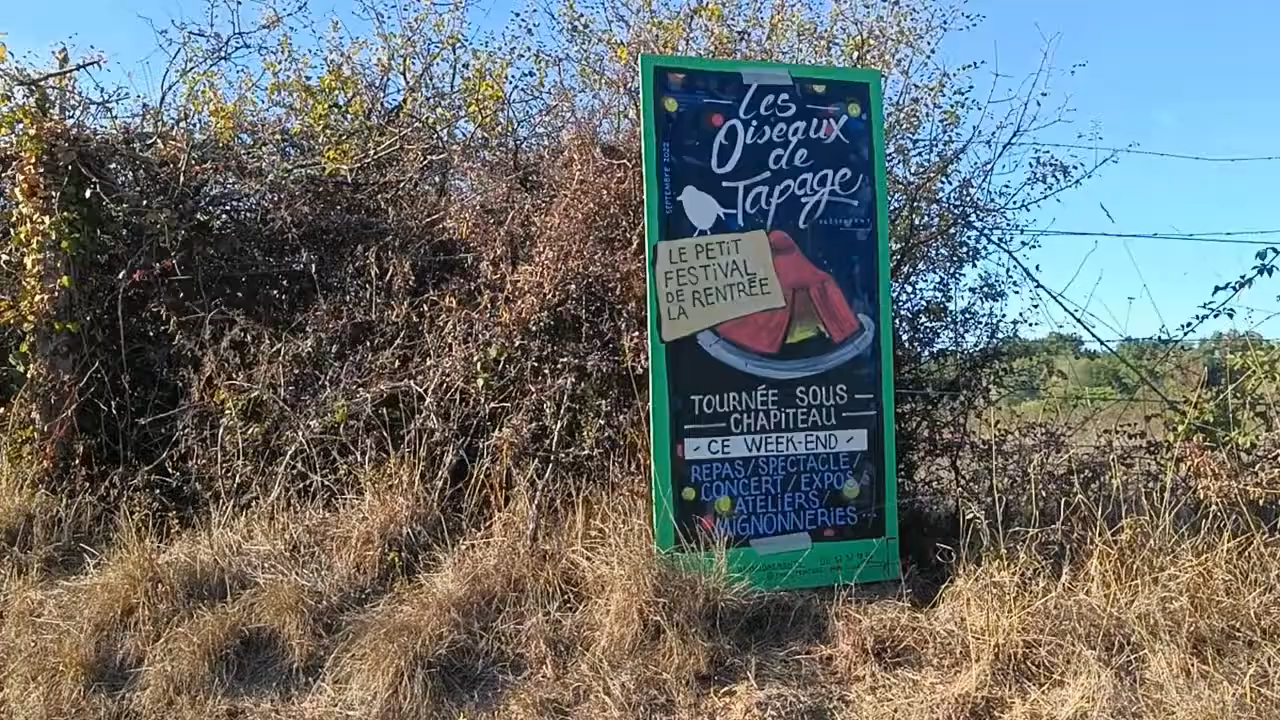 Les
Oiseaux
de
Tapage
SEPTEMBRE 2022
PRÉSENTENT
LE PETIT
FESTIVAL
DE RENTRÉE
LA
TOURNÉE SOUS
CHAPITEAU
CE WEEK-END
REPAS/SPECTACLE/
CONCERT/EXPOS
ATELIERS/
MIGNONNERIES...